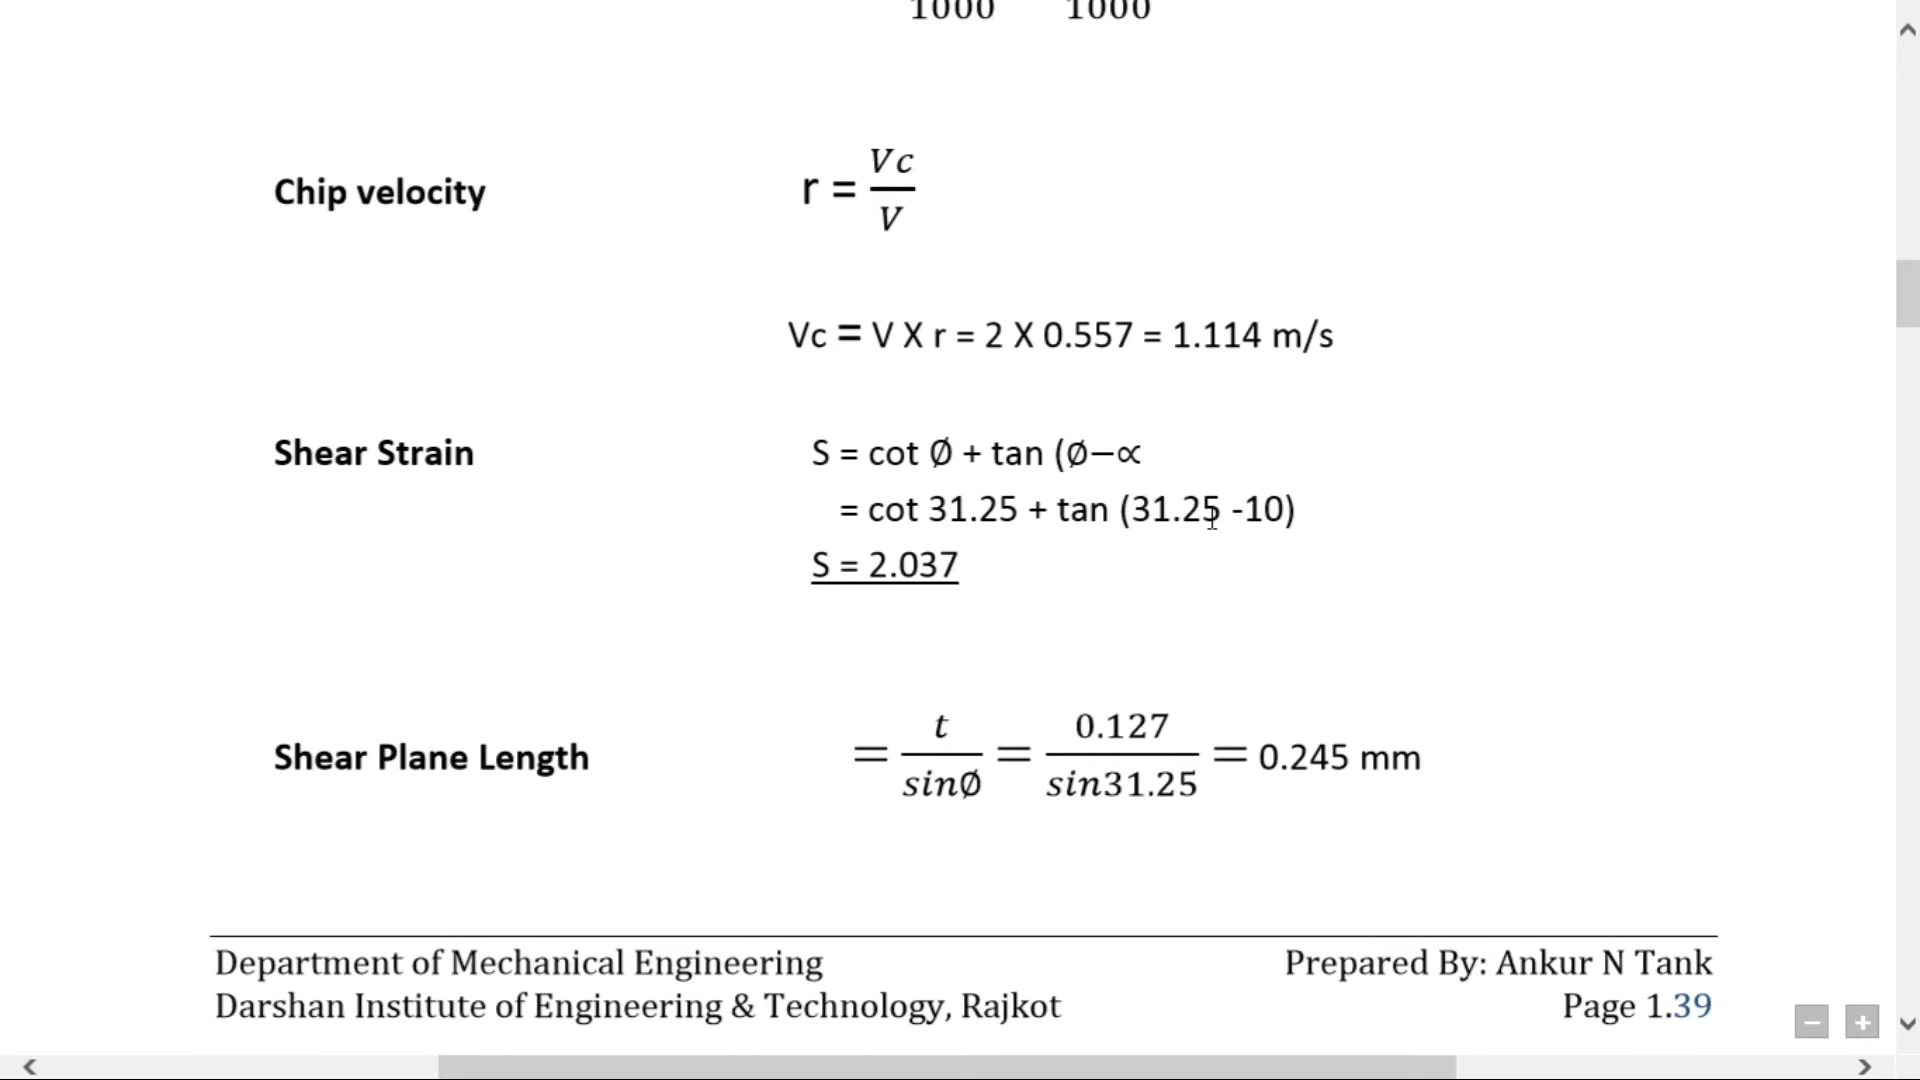 1000 1000
Chip velocity r = Vc / V
Vc = V X r = 2 X 0.557 = 1.114 m/s
Shear Strain S = cot Ø + tan (Ø−∝
= cot 31.25 + tan (31.25 -10)
S = 2.037
Shear Plane Length = t / sinØ = 0.127 / sin31.25 = 0.245 mm
Department of Mechanical Engineering Prepared By: Ankur N Tank
Darshan Institute of Engineering & Technology, Rajkot Page 1.39